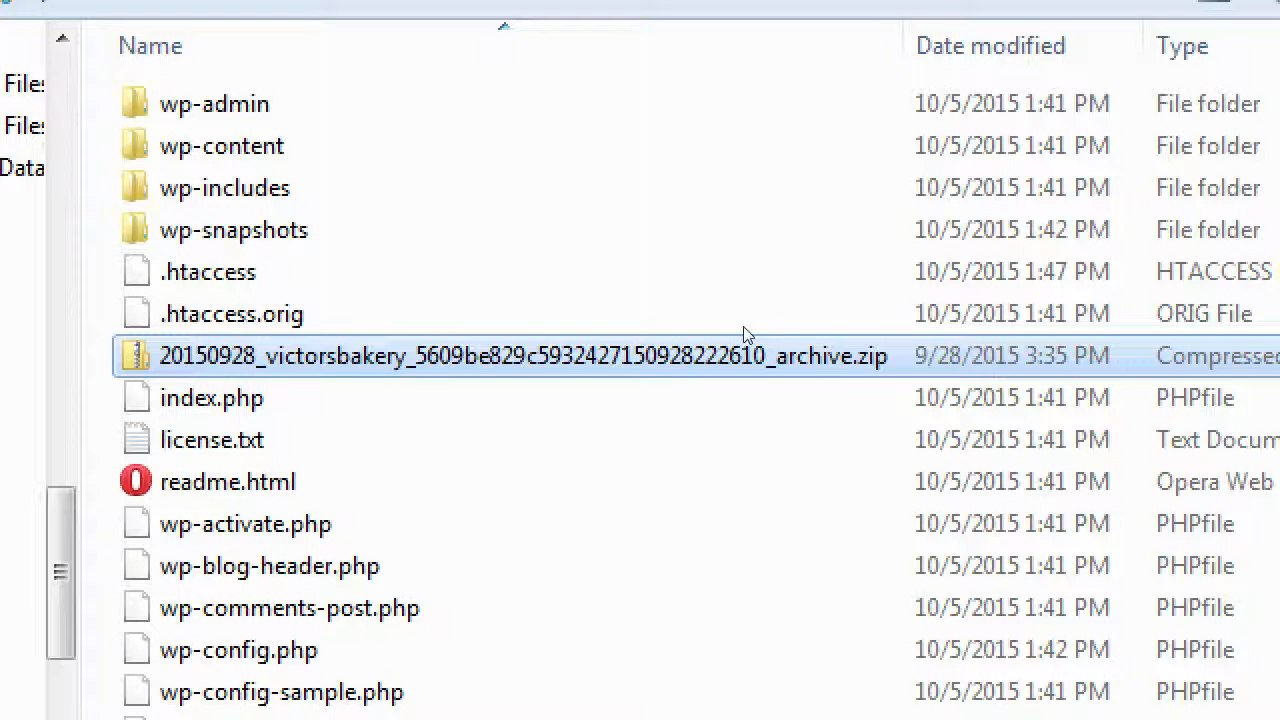 Name Date modified Type
Files
Files
Data
wp-admin 10/5/2015 1:41 PM File folder
wp-content 10/5/2015 1:41 PM File folder
wp-includes 10/5/2015 1:41 PM File folder
wp-snapshots 10/5/2015 1:42 PM File folder
.htaccess 10/5/2015 1:47 PM HTACCESS
.htaccess.orig 10/5/2015 1:41 PM ORIG File
20150928_victorsbakery_5609be829c5932427150928222610_archive.zip 9/28/2015 3:35 PM Compressed
index.php 10/5/2015 1:41 PM PHPfile
license.txt 10/5/2015 1:41 PM Text Docum
readme.html 10/5/2015 1:41 PM Opera Web
wp-activate.php 10/5/2015 1:41 PM PHPfile
wp-blog-header.php 10/5/2015 1:41 PM PHPfile
wp-comments-post.php 10/5/2015 1:41 PM PHPfile
wp-config.php 10/5/2015 1:42 PM PHPfile
wp-config-sample.php 10/5/2015 1:41 PM PHPfile